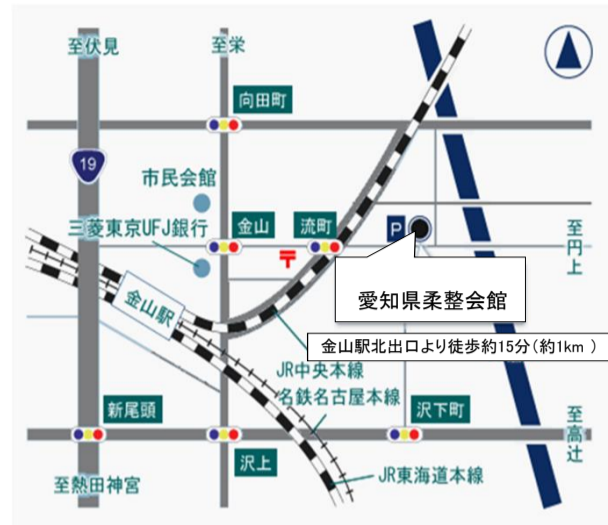 至伏見
至栄
向田町
19
市民会館
三菱東京UFJ銀行
金山
流町
〒
P
至円上
愛知県柔整会館
金山駅
金山駅北出口より徒歩約15分(約1km )
JR中央本線
名鉄名古屋本線
新尾頭
沢上
沢下町
至高辻
至熱田神宮
JR東海道本線